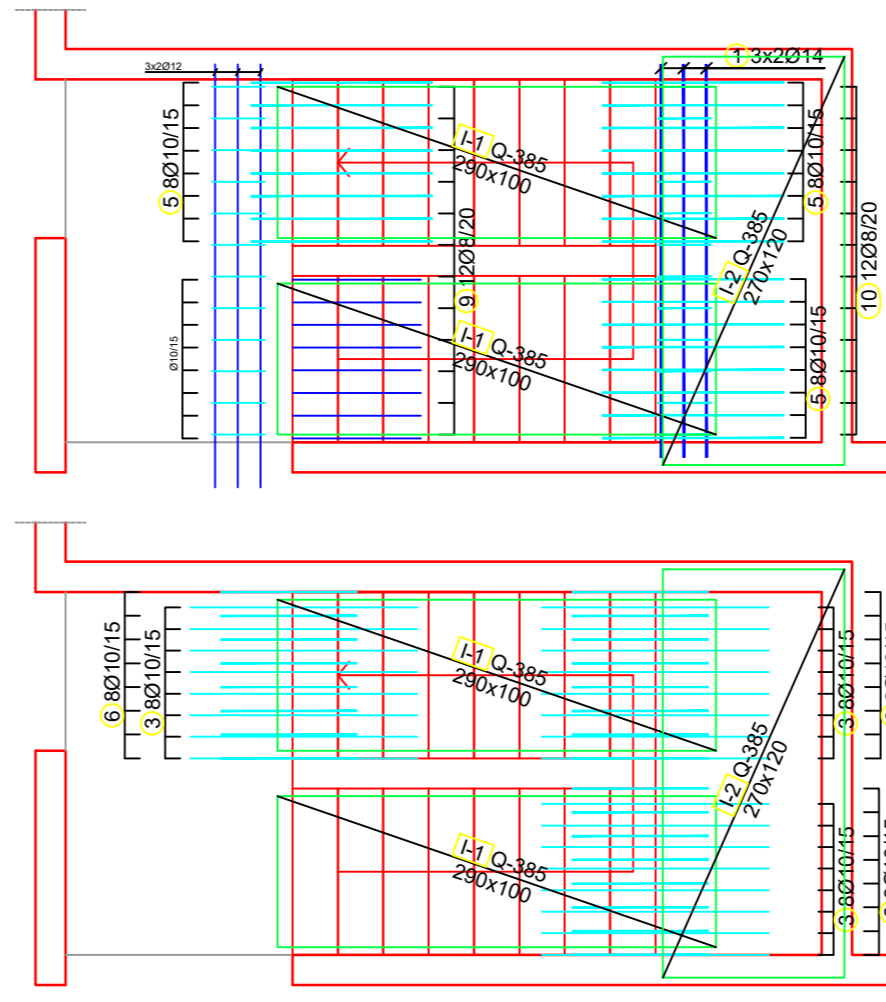 3x2Ø12
1 3x2Ø14
5 8Ø10/15
I-1 Q-385
290x100
5 8Ø10/15
I-2 Q-385
270x120
10 12Ø8/20
9 12Ø8/20
Ø10/15
I-1 Q-385
290x100
5 8Ø10/15
6 8Ø10/15
3 8Ø10/15
I-1 Q-385
290x100
3 8Ø10/15
I-2 Q-385
270x120
I-1 Q-385
290x100
3 8Ø10/15